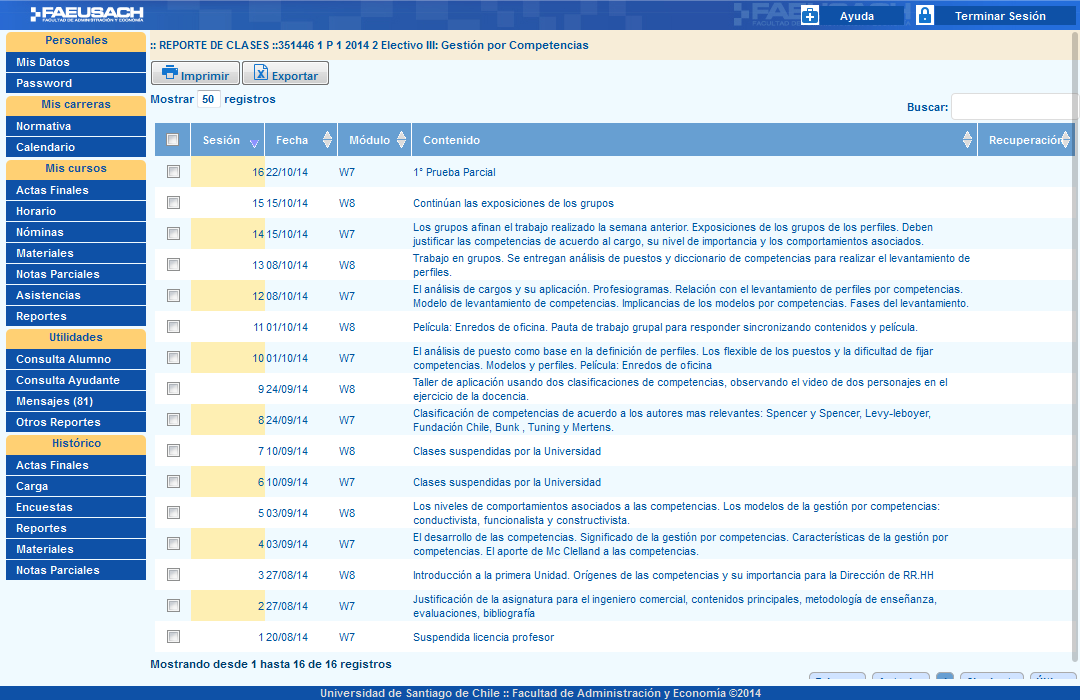 FAEUSACH
FACULTAD DE ADMINISTRACIÓN Y ECONOMÍA
Ayuda
Terminar Sesión
Personales
Mis Datos
Password
Mis carreras
Normativa
Calendario
Mis cursos
Actas Finales
Horario
Nóminas
Materiales
Notas Parciales
Asistencias
Reportes
Utilidades
Consulta Alumno
Consulta Ayudante
Mensajes (81)
Otros Reportes
Histórico
Actas Finales
Carga
Encuestas
Reportes
Materiales
Notas Parciales
:: REPORTE DE CLASES ::351446 1 P 1 2014 2 Electivo III: Gestión por Competencias
Imprimir Exportar
Mostrar 50 registros
Buscar:
Sesión Fecha Módulo Contenido Recuperación
16 22/10/14 W7 1° Prueba Parcial
15 15/10/14 W8 Continúan las exposiciones de los grupos
14 15/10/14 W7 Los grupos afinan el trabajo realizado la semana anterior. Exposiciones de los grupos de los perfiles. Deben
justificar las competencias de acuerdo al cargo, su nivel de importancia y los comportamientos asociados.
13 08/10/14 W8 Trabajo en grupos. Se entregan análisis de puestos y diccionario de competencias para realizar el levantamiento de
perfiles.
12 08/10/14 W7 El análisis de cargos y su aplicación. Profesiogramas. Relación con el levantamiento de perfiles por competencias.
Modelo de levantamiento de competencias. Implicancias de los modelos por competencias. Fases del levantamiento.
11 01/10/14 W8 Película: Enredos de oficina. Pauta de trabajo grupal para responder sincronizando contenidos y película.
10 01/10/14 W7 El análisis de puesto como base en la definición de perfiles. Los flexible de los puestos y la dificultad de fijar
competencias. Modelos y perfiles. Película: Enredos de oficina
9 24/09/14 W8 Taller de aplicación usando dos clasificaciones de competencias, observando el video de dos personajes en el
ejercicio de la docencia.
8 24/09/14 W7 Clasificación de competencias de acuerdo a los autores mas relevantes: Spencer y Spencer, Levy-leboyer,
Fundación Chile, Bunk , Tuning y Mertens.
7 10/09/14 W8 Clases suspendidas por la Universidad
6 10/09/14 W7 Clases suspendidas por la Universidad
5 03/09/14 W8 Los niveles de comportamientos asociados a las competencias. Los modelos de la gestión por competencias:
conductivista, funcionalista y constructivista.
4 03/09/14 W7 El desarrollo de las competencias. Significado de la gestión por competencias. Características de la gestión por
competencias. El aporte de Mc Clelland a las competencias.
3 27/08/14 W8 Introducción a la primera Unidad. Orígenes de las competencias y su importancia para la Dirección de RR.HH
2 27/08/14 W7 Justificación de la asignatura para el ingeniero comercial, contenidos principales, metodología de enseñanza,
evaluaciones, bibliografía
1 20/08/14 W7 Suspendida licencia profesor
Mostrando desde 1 hasta 16 de 16 registros
Universidad de Santiago de Chile :: Facultad de Administración y Economía ©2014